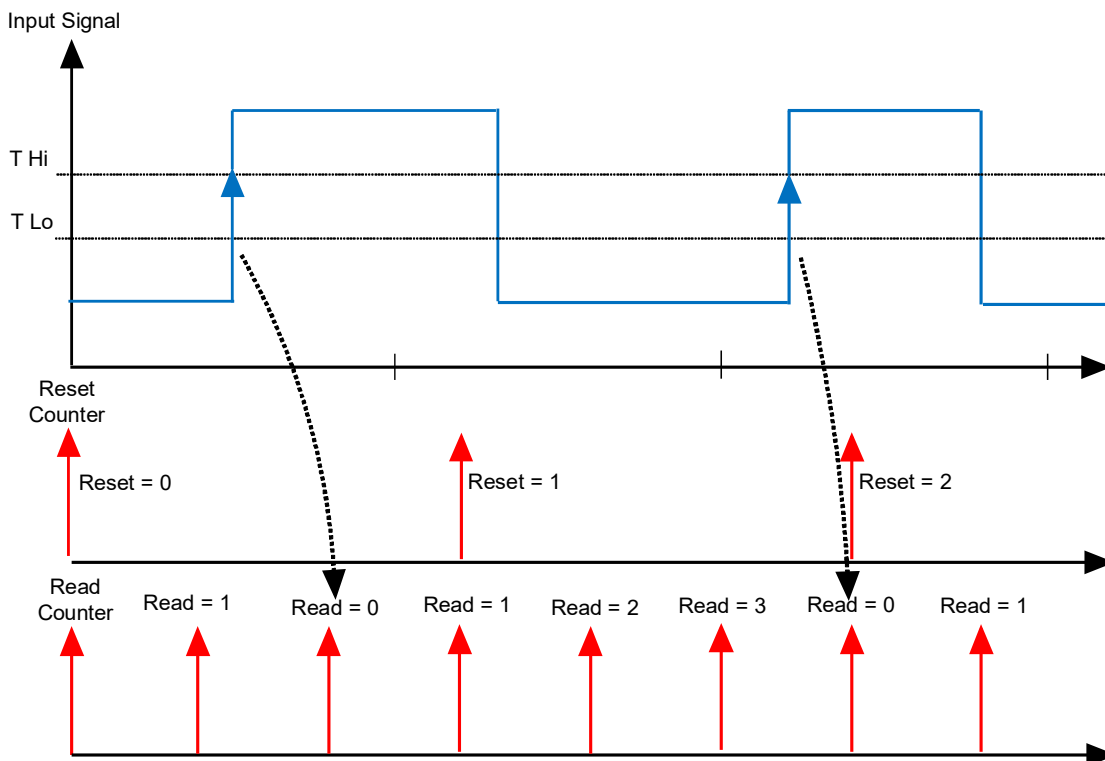 Input Signal
T Hi
T Lo
Reset
Counter
Reset = 0
Reset = 1
Reset = 2
Read
Counter
Read = 1
Read = 0
Read = 1
Read = 2
Read = 3
Read = 0
Read = 1